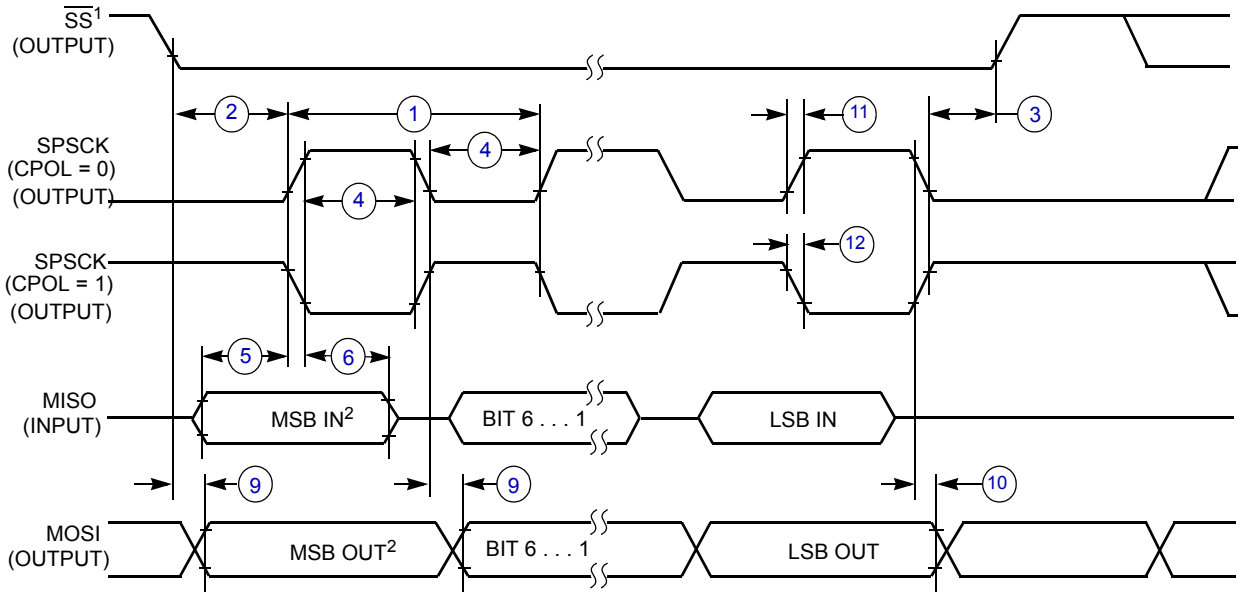 SS¹
(OUTPUT)
2
1
11
3
SPSCK
(CPOL = 0)
(OUTPUT)
4
4
12
SPSCK
(CPOL = 1)
(OUTPUT)
5
6
MISO
(INPUT)
MSB IN²
BIT 6 . . . 1
LSB IN
9
9
10
MOSI
(OUTPUT)
MSB OUT²
BIT 6 . . . 1
LSB OUT